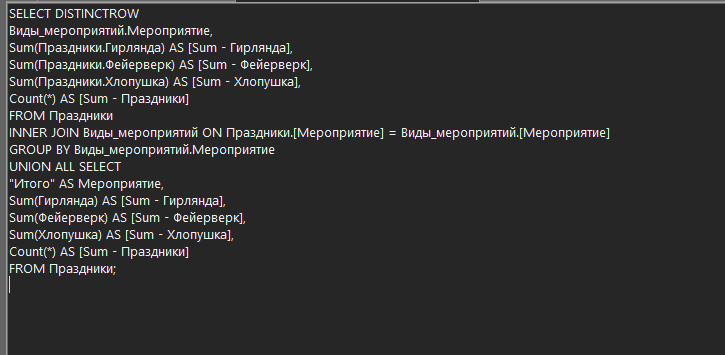 SELECT DISTINCTROW
Виды_мероприятий.Мероприятие,
Sum(Праздники.Гирлянда) AS [Sum - Гирлянда],
Sum(Праздники.Фейерверк) AS [Sum - Фейерверк],
Sum(Праздники.Хлопушка) AS [Sum - Хлопушка],
Count(*) AS [Sum - Праздники]
FROM Праздники
INNER JOIN Виды_мероприятий ON Праздники.[Мероприятие] = Виды_мероприятий.[Мероприятие]
GROUP BY Виды_мероприятий.Мероприятие
UNION ALL SELECT
"Итого" AS Мероприятие,
Sum(Гирлянда) AS [Sum - Гирлянда],
Sum(Фейерверк) AS [Sum - Фейерверк],
Sum(Хлопушка) AS [Sum - Хлопушка],
Count(*) AS [Sum - Праздники]
FROM Праздники;